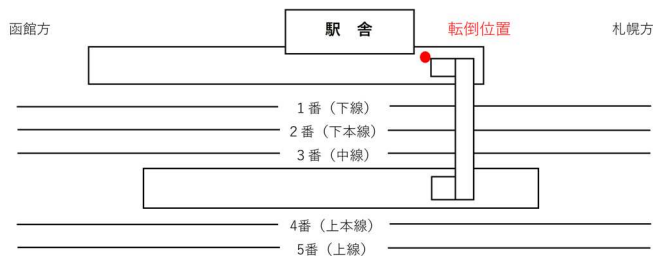 函館方
駅 舎
転倒位置
札幌方
1番（下線）
2番（下本線）
3番（中線）
4番（上本線）
5番（上線）